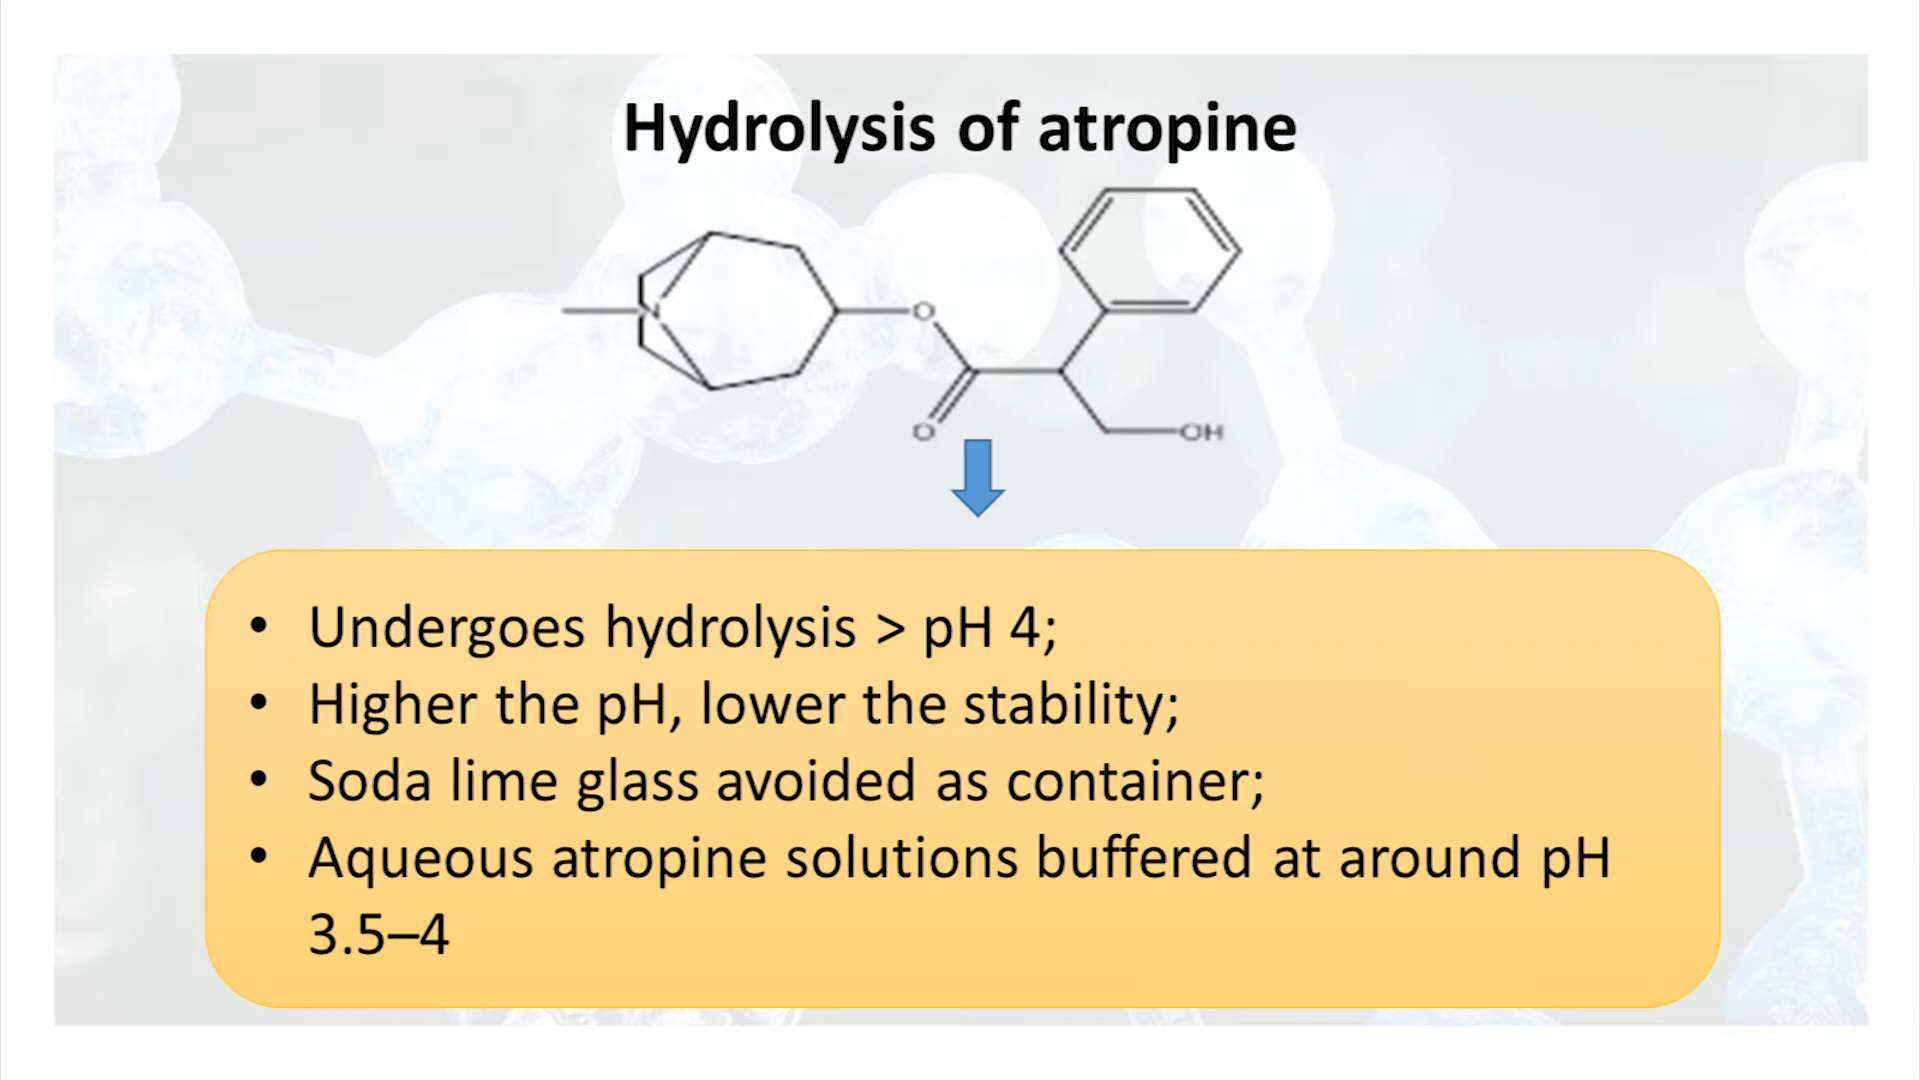 Hydrolysis of atropine
N
O
O
OH
• Undergoes hydrolysis > pH 4;
• Higher the pH, lower the stability;
• Soda lime glass avoided as container;
• Aqueous atropine solutions buffered at around pH
3.5–4